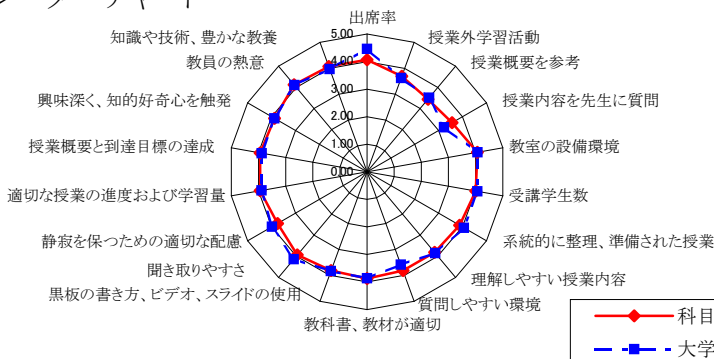 レーダーチャート
出席率
授業外学習活動
授業概要を参考
授業内容を先生に質問
教室の設備環境
受講学生数
系統的に整理、準備された授業
理解しやすい授業内容
質問しやすい環境
教科書、教材が適切
黒板の書き方、ビデオ、スライドの使用
聞き取りやすさ
静寂を保つための適切な配慮
適切な授業の進度および学習量
授業概要と到達目標の達成
興味深く、知的好奇心を触発
教員の熱意
知識や技術、豊かな教養
5.00
4.00
3.00
2.00
1.00
0.00
科目
大学